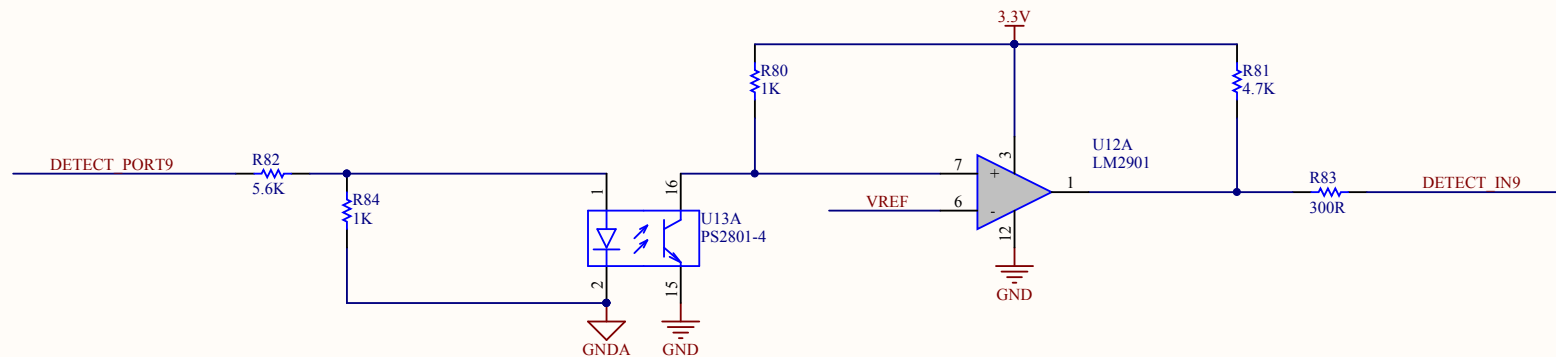 3.3V
R80
1K
R81
4.7K
U12A
LM2901
DETECT_PORT9
R82
5.6K
R84
1K
1
16
7
+
3
1
R83
300R
DETECT_IN9
VREF
6
-
12
U13A
PS2801-4
2
15
GND
GNDA
GND